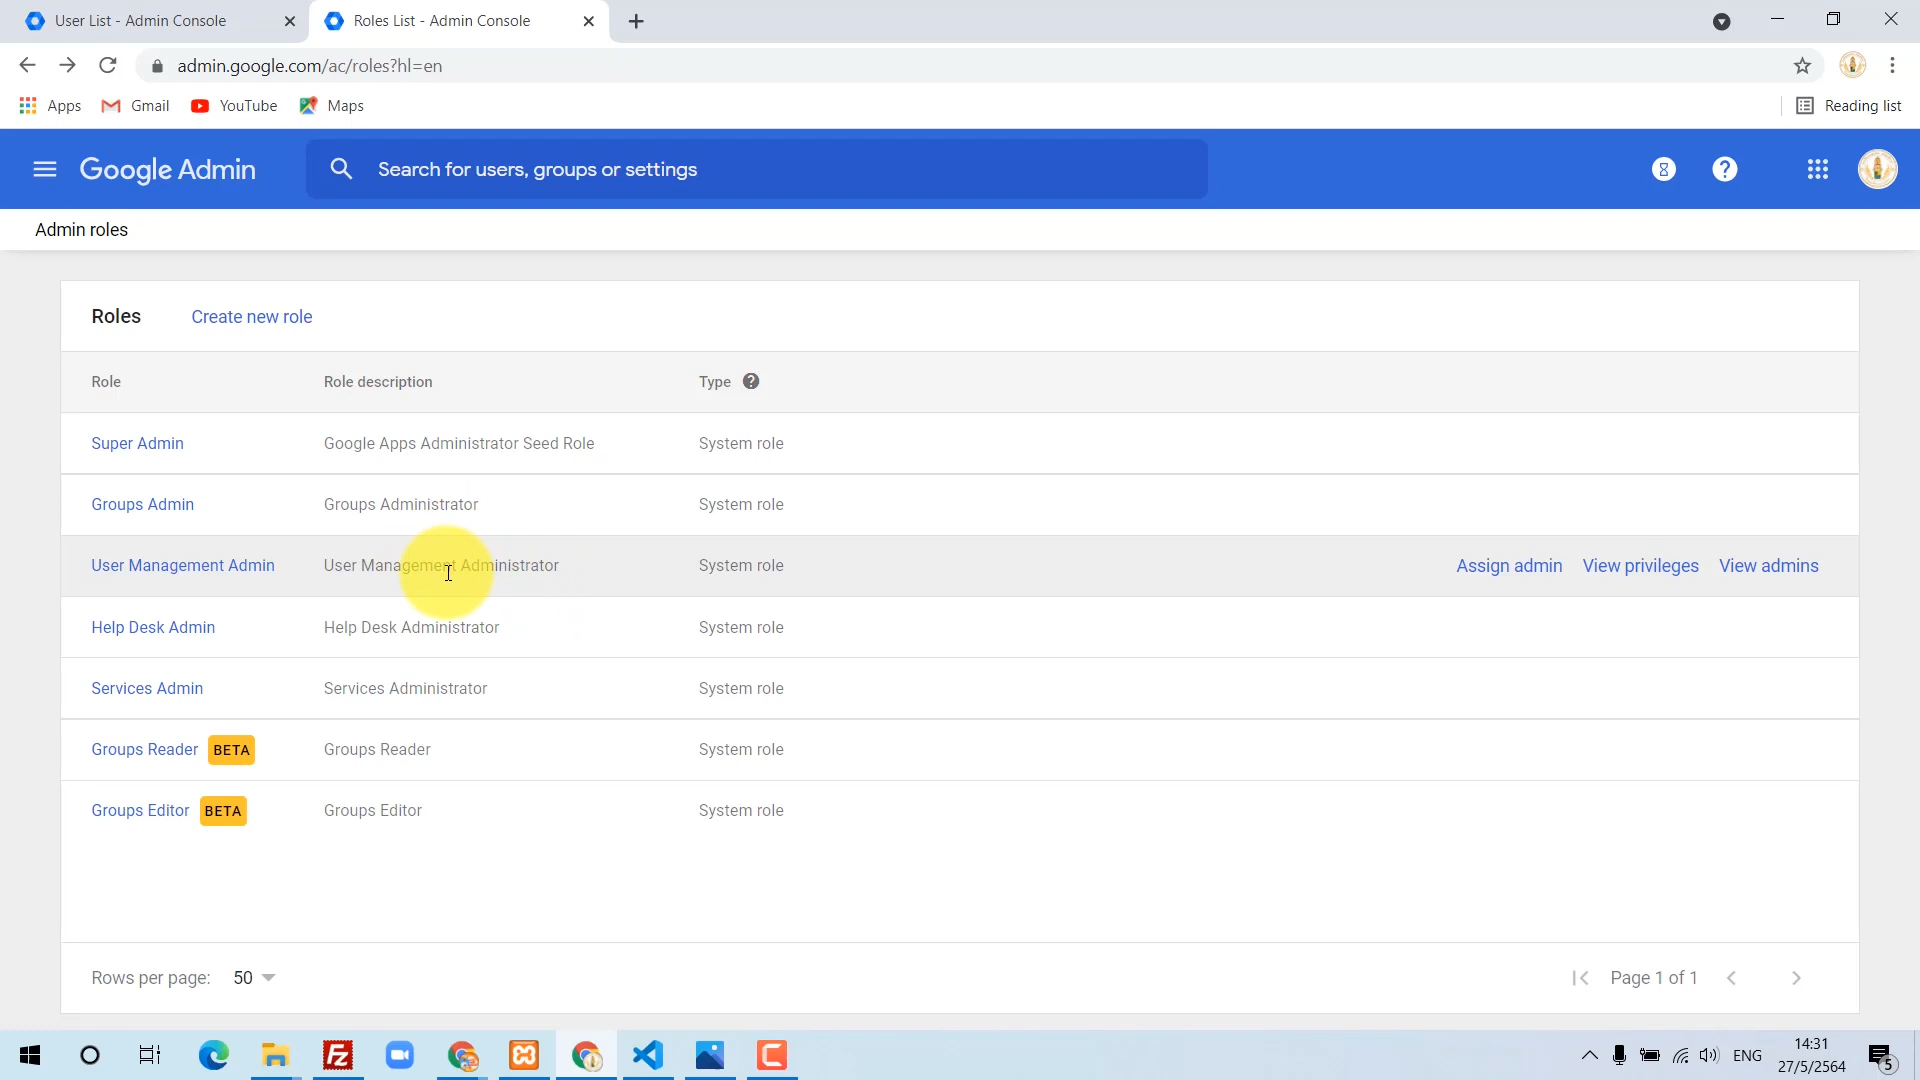 User List - Admin Console
Roles List - Admin Console
admin.google.com/ac/roles?hl=en
Apps
Gmail
YouTube
Maps
Reading list
Google Admin
Search for users, groups or settings
Admin roles
Roles
Create new role
Role Role description Type
Super Admin Google Apps Administrator Seed Role System role
Groups Admin Groups Administrator System role
User Management Admin User Management Administrator System role Assign admin View privileges View admins
Help Desk Admin Help Desk Administrator System role
Services Admin Services Administrator System role
Groups Reader BETA Groups Reader System role
Groups Editor BETA Groups Editor System role
Rows per page: 50
Page 1 of 1
ENG
14:31
27/5/2564
5